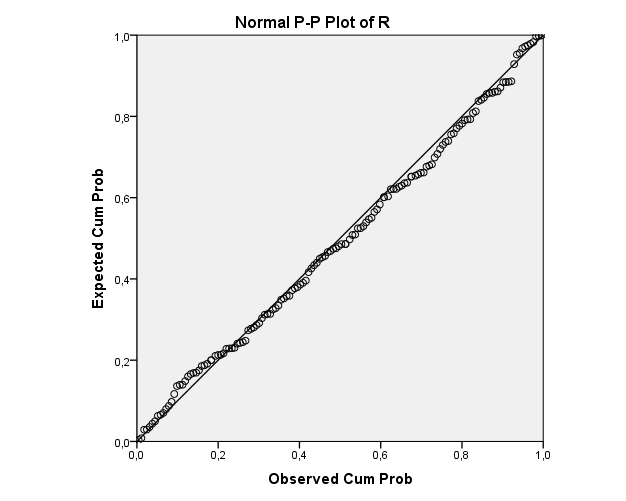 Normal P-P Plot of R
1,0
0,8
0,6
0,4
0,2
0,0
Expected Cum Prob
0,0 0,2 0,4 0,6 0,8 1,0
Observed Cum Prob